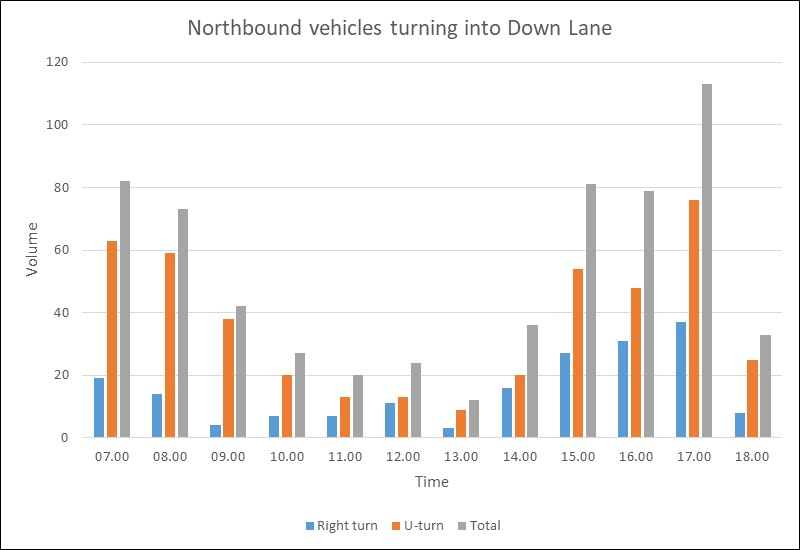 Northbound vehicles turning into Down Lane
120
100
80
60
40
20
0
Volume
07.00 08.00 09.00 10.00 11.00 12.00 13.00 14.00 15.00 16.00 17.00 18.00
Time
Right turn U-turn Total